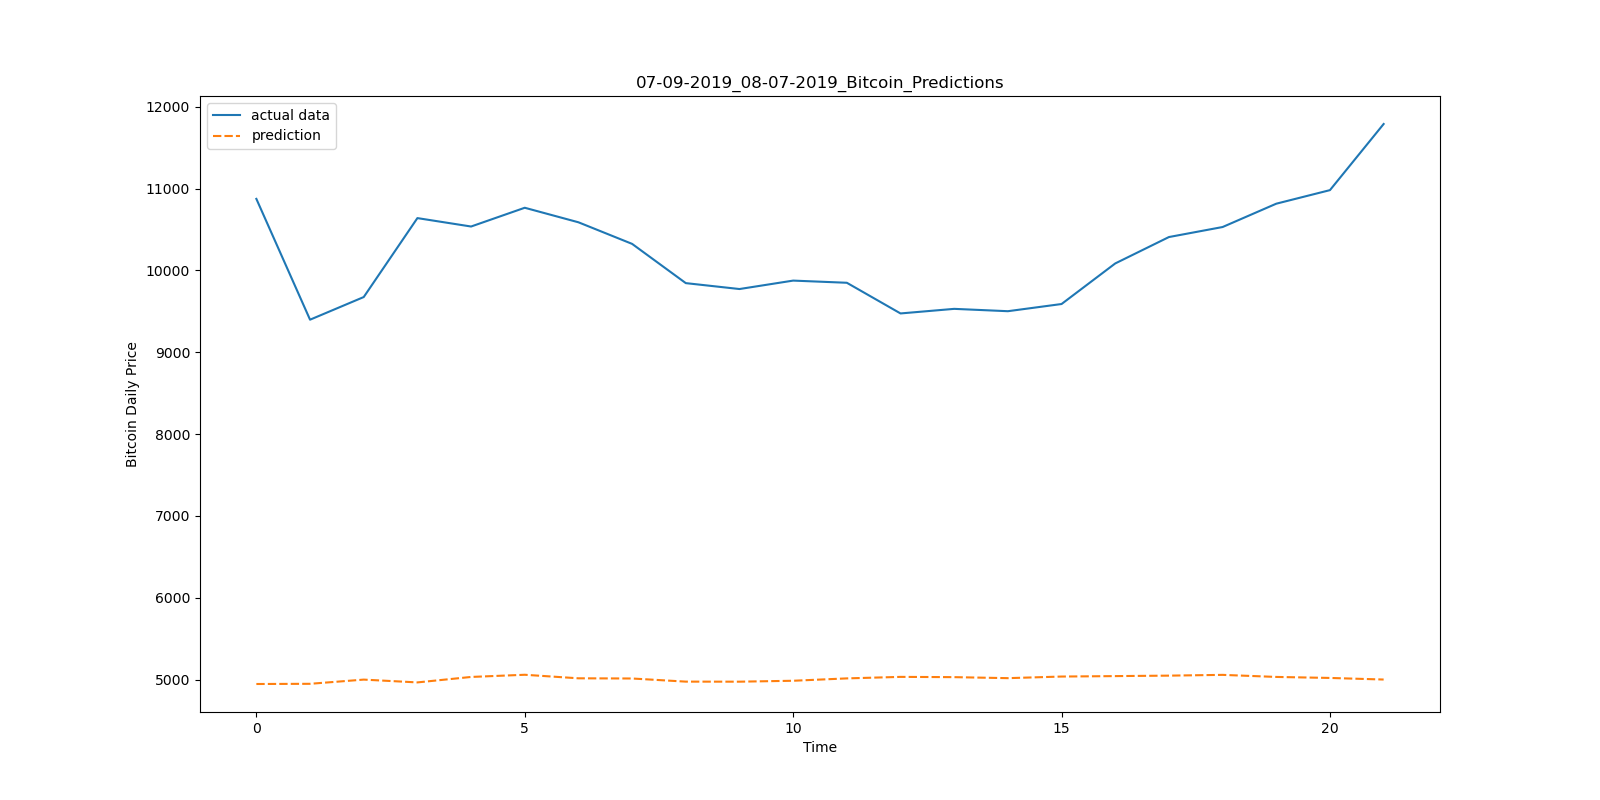 07-09-2019_08-07-2019_Bitcoin_Predictions
actual data
prediction
12000
11000
10000
9000
8000
7000
6000
5000
Bitcoin Daily Price
0 5 10 15 20
Time